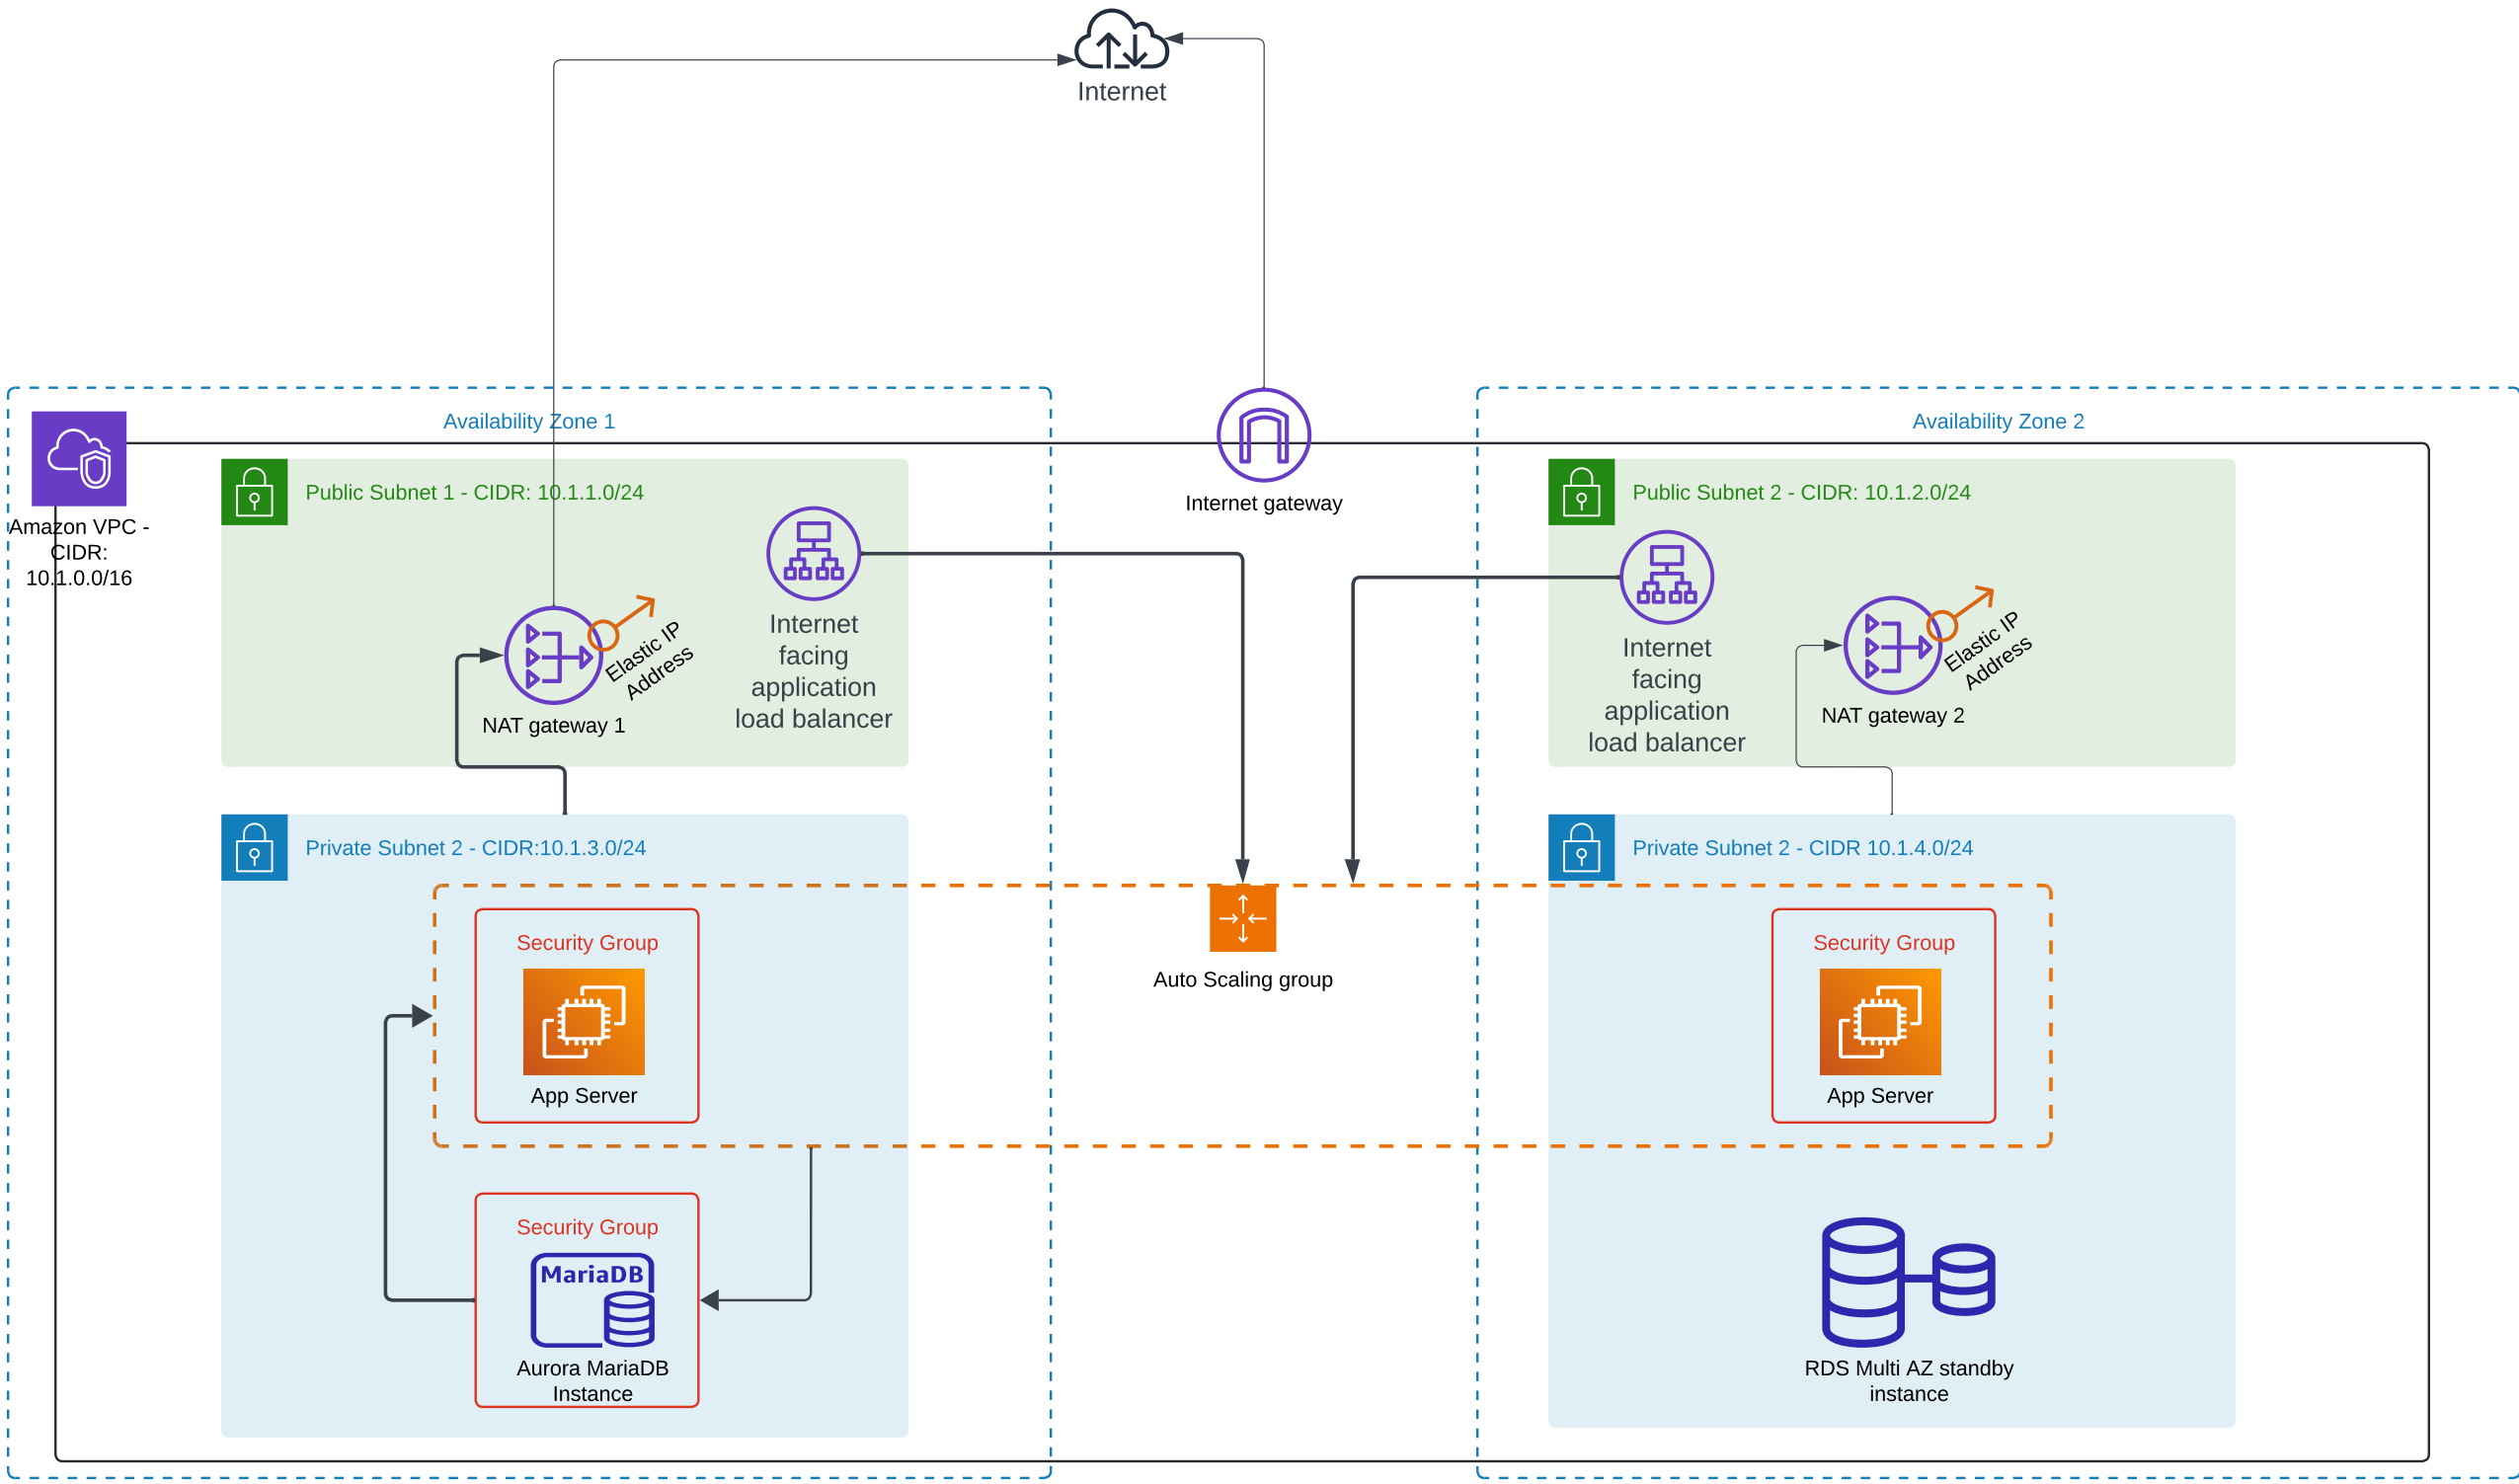 Internet
Availability Zone 1
Availability Zone 2
Amazon VPC -
CIDR:
10.1.0.0/16
Public Subnet 1 - CIDR: 10.1.1.0/24
Internet gateway
Public Subnet 2 - CIDR: 10.1.2.0/24
Elastic IP
Address
NAT gateway 1
Internet
facing
application
load balancer
Internet
facing
application
load balancer
Elastic IP
Address
NAT gateway 2
Private Subnet 2 - CIDR:10.1.3.0/24
Private Subnet 2 - CIDR 10.1.4.0/24
Security Group
App Server
Auto Scaling group
Security Group
App Server
Security Group
MariaDB
Aurora MariaDB
Instance
RDS Multi AZ standby
instance